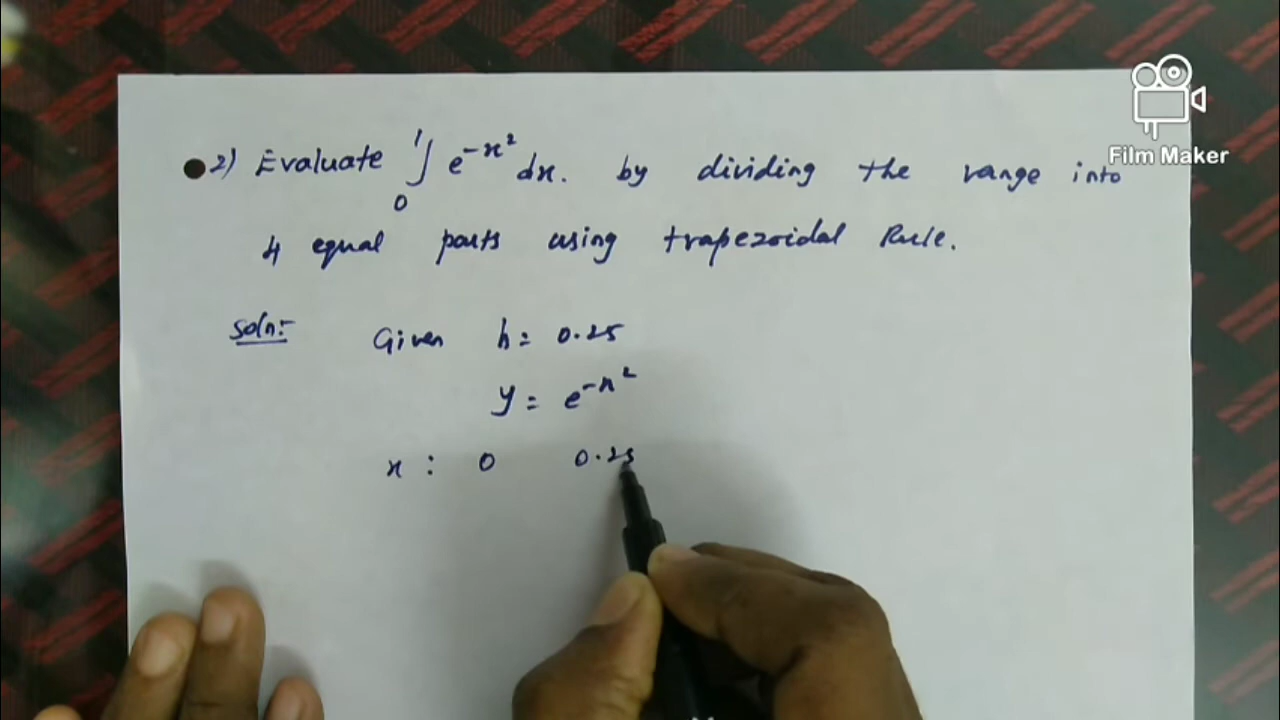 2) Evaluate ∫₀¹ e^{-x²} dx. by dividing the range into
4 equal parts using trapezoidal Rule.
Soln:- Given h = 0.25
y = e^{-x²}
x : 0 0.25
Film Maker